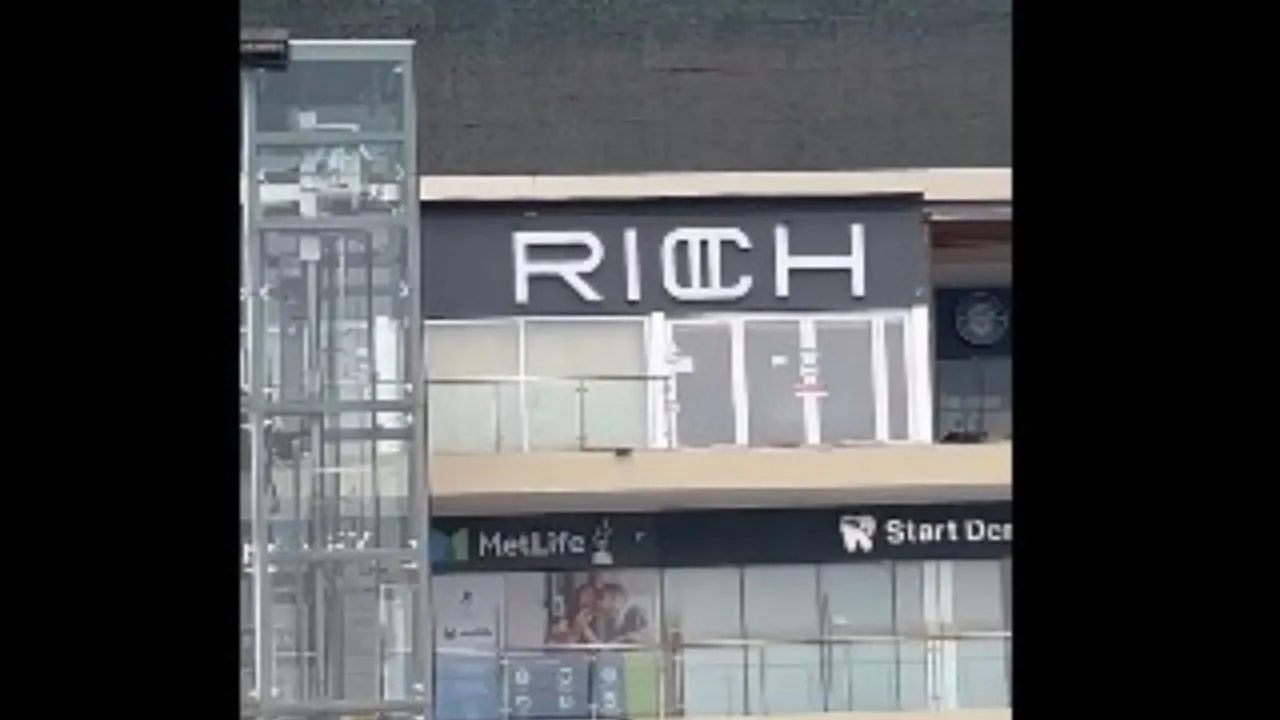 RICH
MetLife
Start Den